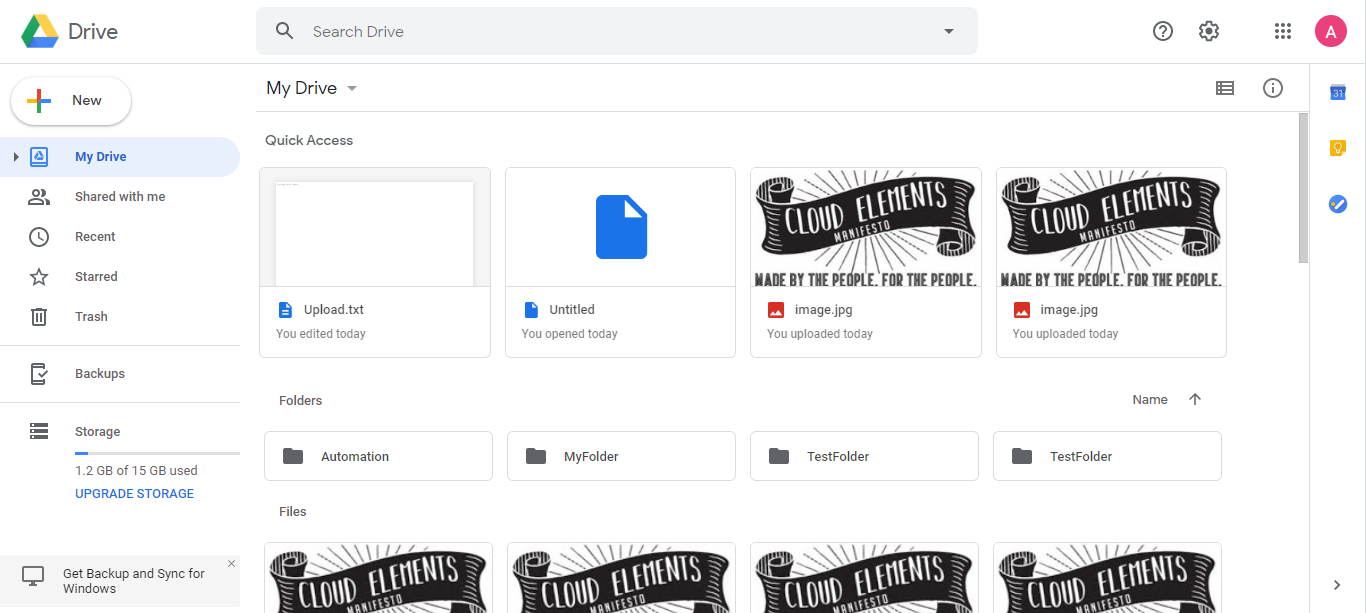 Drive
Search Drive
A
New
My Drive
31
Quick Access
My Drive
Shared with me
Recent
Starred
Trash
CLOUD ELEMENTS
MANIFESTO
MADE BY THE PEOPLE. FOR THE PEOPLE.
CLOUD ELEMENTS
MANIFESTO
MADE BY THE PEOPLE. FOR THE PEOPLE.
Upload.txt
You edited today
Untitled
You opened today
image.jpg
You uploaded today
image.jpg
You uploaded today
Backups
Storage
1.2 GB of 15 GB used
UPGRADE STORAGE
Folders
Name
Automation
MyFolder
TestFolder
TestFolder
Files
CLOUD ELEMENTS
MANIFESTO
CLOUD ELEMENTS
MANIFESTO
CLOUD ELEMENTS
MANIFESTO
CLOUD ELEMENTS
MANIFESTO
Get Backup and Sync for
Windows